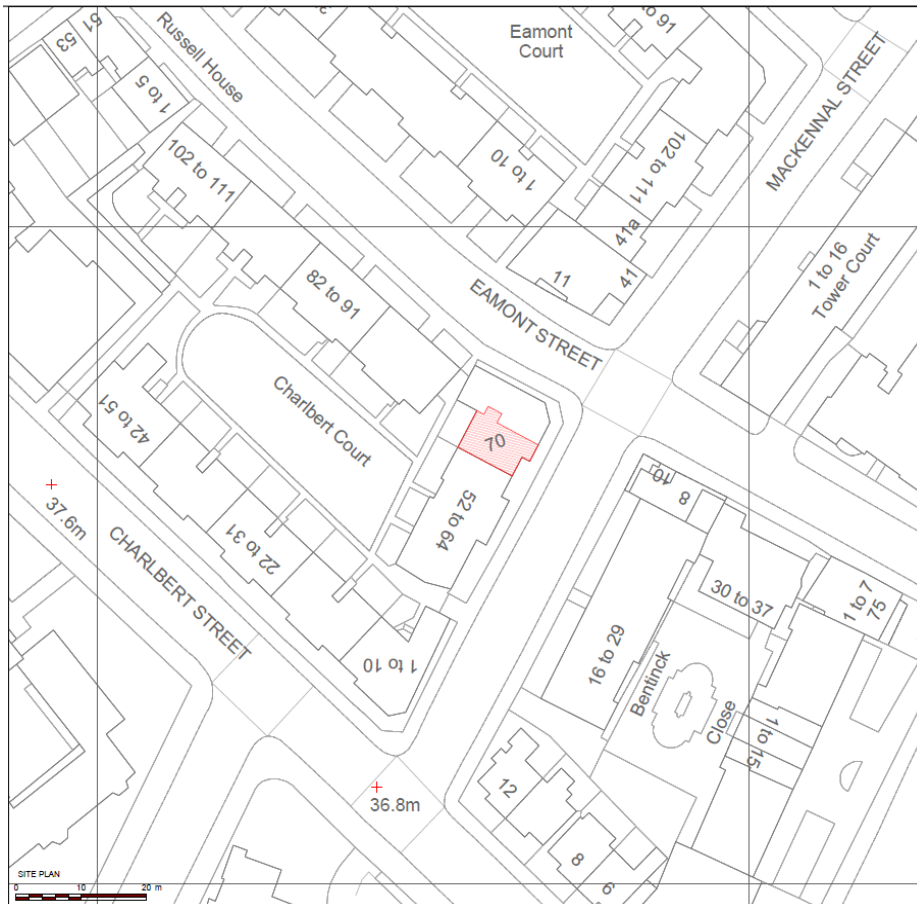 51
53
Russell House
1 to 5
102 to 111
Eamont
Court
to 91
1 to 10
102 to 111
MACKENNAL STREET
41a
11
41
1 to 16
Tower Court
EAMONT STREET
82 to 91
Charlbert Court
42 to 51
70
52 to 64
37.6m
CHARLBERT STREET
22 to 31
1 to 10
10
8
30 to 37
1 to 7
75
16 to 29
Bentinck
Close
1 to 15
12
8
6
36.8m
SITE PLAN
0 10 20 m